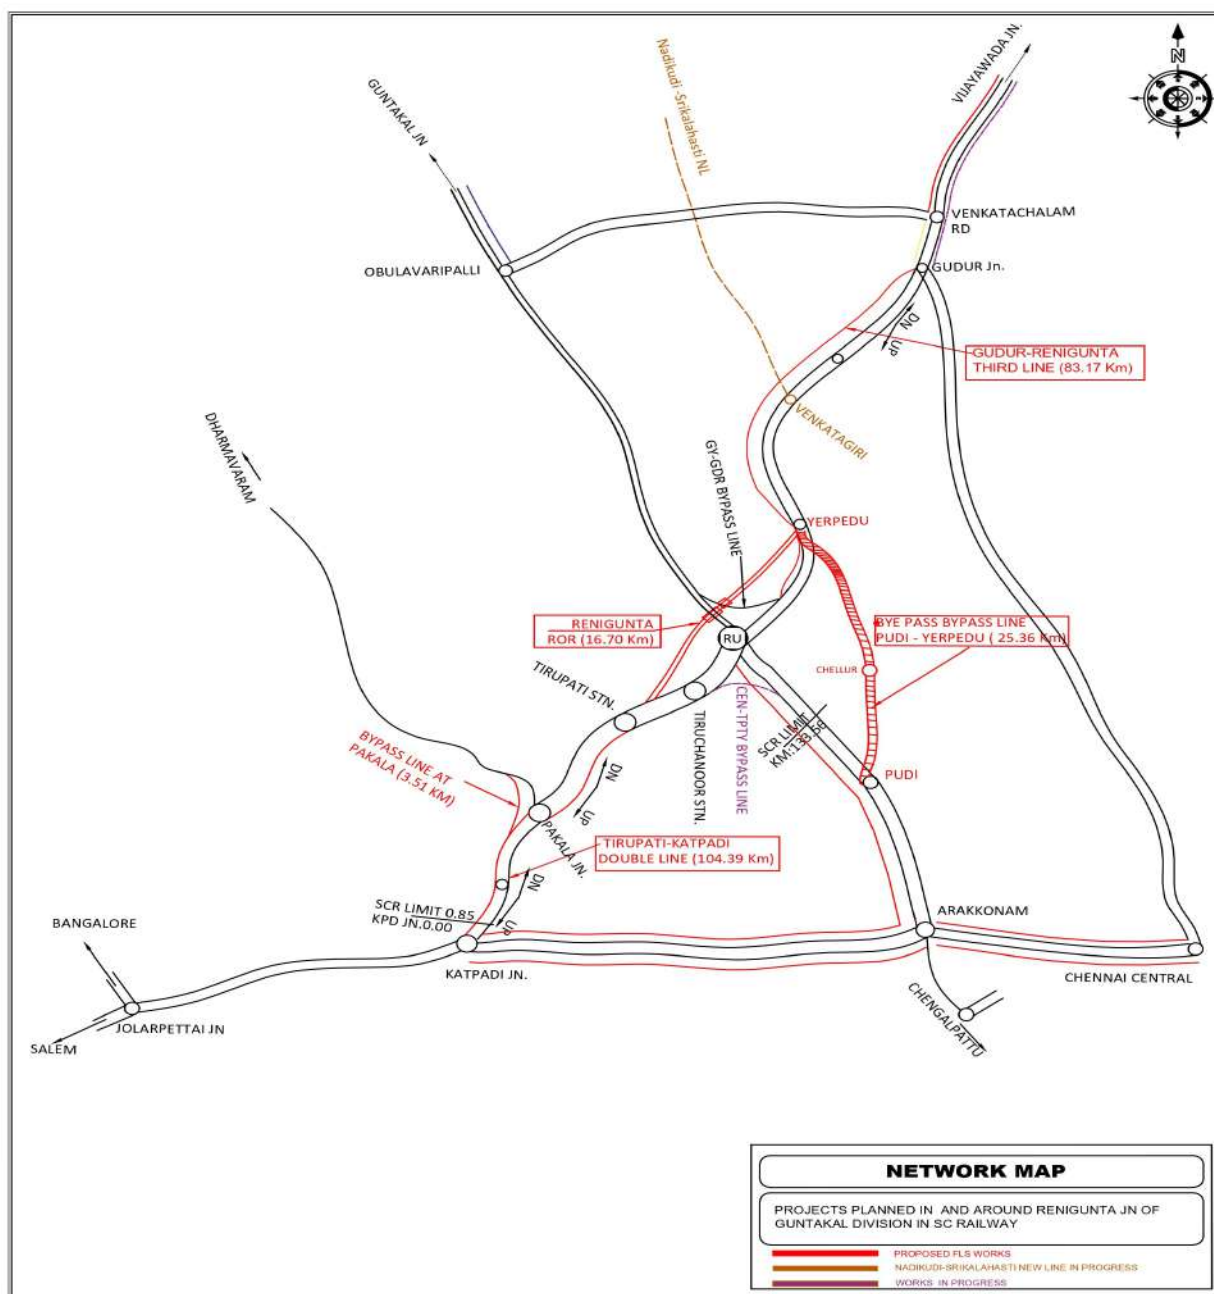 N
VIJAYAWADA JN.
Nadikudi -Srikalahasti NL
GUNTAKAL JN
VENKATACHALAM
RD
OBULAVARIPALLI
GUDUR Jn.
DN
UP
GUDUR-RENIGUNTA
THIRD LINE (83.17 Km)
VENKATAGIRI
DHARMAVARAM
GY-GDR BYPASS LINE
YERPEDU
RENIGUNTA
ROR (16.70 Km)
RU
BYE PASS BYPASS LINE
PUDI - YERPEDU ( 25.36 Km)
CHELLUR
TIRUPATI STN.
TIRUCHANOOR STN.
CEN-TPTY BYPASS LINE
SCR LIMIT
KM:133.56
PUDI
BYPASS LINE AT
PAKALA (3.51 KM)
DN
UP
PAKALA JN.
TIRUPATI-KATPADI
DOUBLE LINE (104.39 Km)
DN
UP
SCR LIMIT 0.85
KPD JN.0.00
BANGALORE
ARAKKONAM
KATPADI JN.
CHENNAI CENTRAL
CHENGALPATTU
JOLARPETTAI JN
SALEM
NETWORK MAP
PROJECTS PLANNED IN AND AROUND RENIGUNTA JN OF
GUNTAKAL DIVISION IN SC RAILWAY
PROPOSED FLS WORKS
NADIKUDI-SRIKALAHASTI NEW LINE IN PROGRESS
WORKS IN PROGRESS